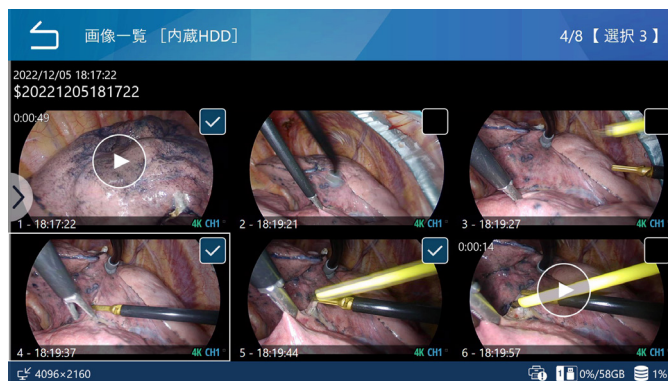 画像一覧 [内蔵HDD]
4/8【 選択 3 】
2022/12/05 18:17:22
$20221205181722
0:00:49
1 - 18:17:22 4K CH1
2 - 18:19:21 4K CH1
3 - 18:19:27 4K CH1
4 - 18:19:37 4K CH1
5 - 18:19:44 4K CH1
0:00:14
6 - 18:19:57 4K CH1
4096×2160
1 0%/58GB 1%